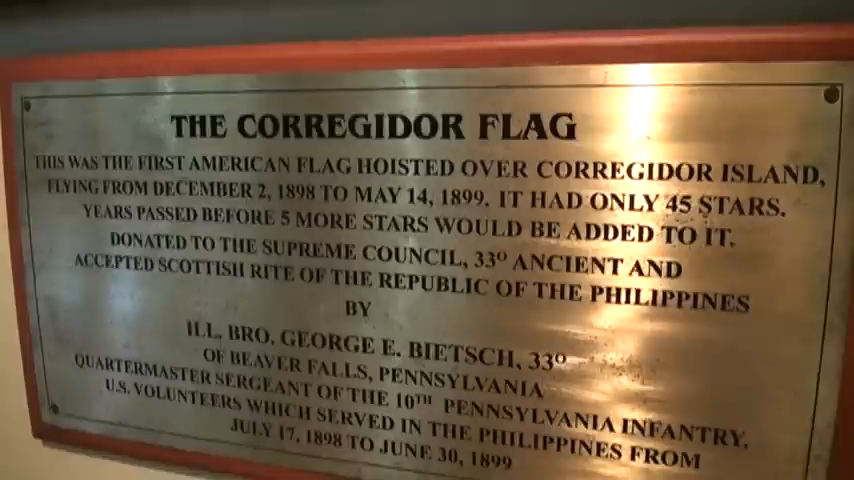 THE CORREGIDOR FLAG
THIS WAS THE FIRST AMERICAN FLAG HOISTED OVER CORREGIDOR ISLAND,
FLYING FROM DECEMBER 2, 1898 TO MAY 14, 1899. IT HAD ONLY 45 STARS.
YEARS PASSED BEFORE 5 MORE STARS WOULD BE ADDED TO IT.
DONATED TO THE SUPREME COUNCIL, 33º ANCIENT AND
ACCEPTED SCOTTISH RITE OF THE REPUBLIC OF THE PHILIPPINES
BY
ILL. BRO. GEORGE E. BIETSCH, 33º
OF BEAVER FALLS, PENNSYLVANIA
QUARTERMASTER SERGEANT OF THE 10TH PENNSYLVANIA INFANTRY,
U.S. VOLUNTEERS WHICH SERVED IN THE PHILIPPINES FROM
JULY 17, 1898 TO JUNE 30, 1899